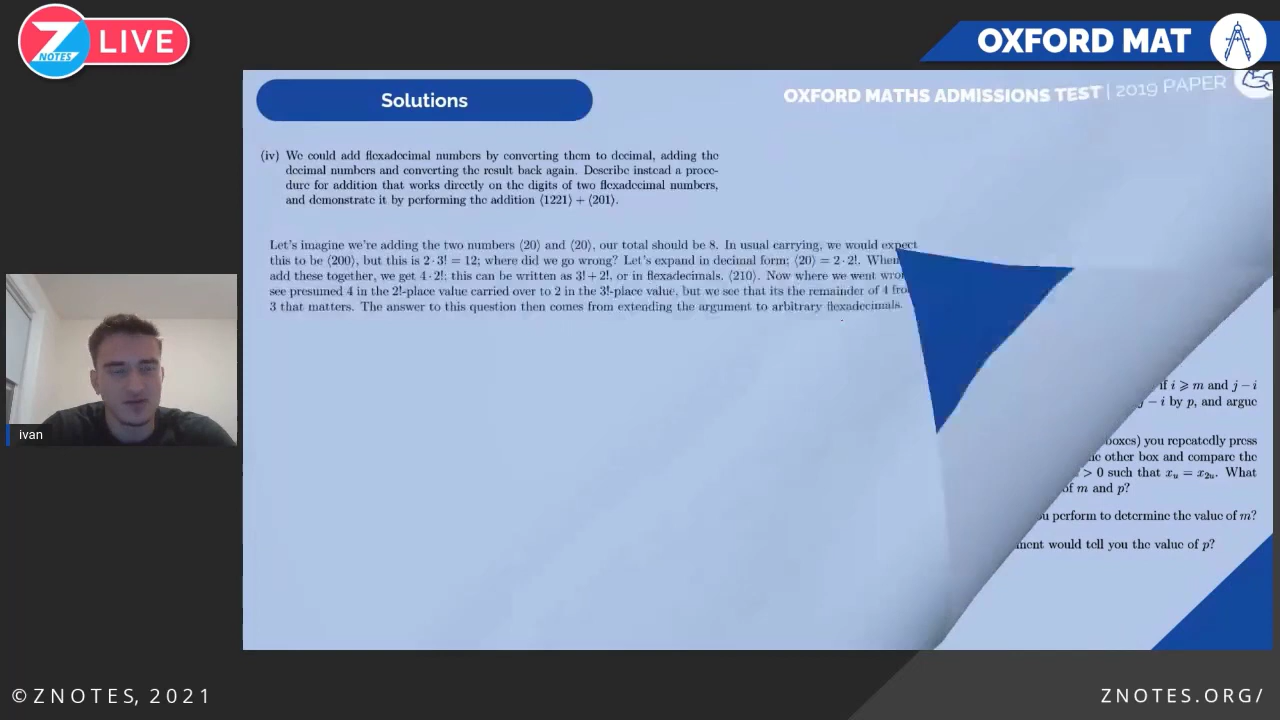 Z NOTES LIVE
OXFORD MAT
Solutions
OXFORD MATHS ADMISSIONS TEST | 2019 PAPER
(iv) We could add flexadecimal numbers by converting them to decimal, adding the
decimal numbers and converting the result back again. Describe instead a proce-
dure for addition that works directly on the digits of two flexadecimal numbers,
and demonstrate it by performing the addition ⟨1221⟩ + ⟨201⟩.
Let's imagine we're adding the two numbers ⟨20⟩ and ⟨20⟩, our total should be 8. In usual carrying, we would expect
this to be ⟨200⟩, but this is 2 · 3! = 12; where did we go wrong? Let's expand in decimal form; ⟨20⟩ = 2 · 2!. When
add these together, we get 4 · 2!; this can be written as 3! + 2!, or in flexadecimals. ⟨210⟩. Now where we went
see presumed 4 in the 2!-place value carried over to 2 in the 3!-place value, but we see that its the remainder of 4
3 that matters. The answer to this question then comes from extending the argument to arbitrary flexadecimals.
if i ⩾ m and j − i
j − i by p, and argue
boxes) you repeatedly press
other box and compare the
> 0 such that xᵤ = x₂ᵤ. What
of m and p?
perform to determine the value of m?
would tell you the value of p?
ivan
© ZNOTES, 2021
ZNOTES.ORG/